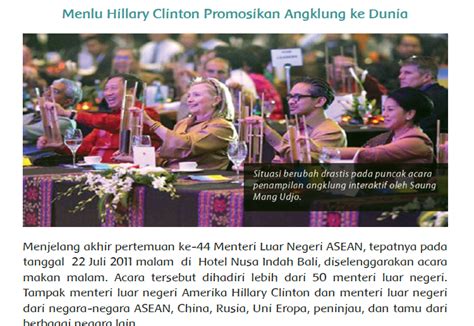 Menlu Hillary Clinton Promosikan Angklung ke Dunia
Situasi berubah drastis pada puncak acara
penampilan angklung interaktif oleh Saung
Mang Udjo.
Menjelang akhir pertemuan ke-44 Menteri Luar Negeri ASEAN, tepatnya pada
tanggal 22 Juli 2011 malam di Hotel Nusa Indah Bali, diselenggarakan acara
makan malam. Acara tersebut dihadiri lebih dari 50 menteri luar negeri.
Tampak menteri luar negeri Amerika Hillary Clinton dan menteri luar negeri
dari negara-negara ASEAN, China, Rusia, Uni Eropa, peninjau, dan tamu dari
berbagai negara lain.